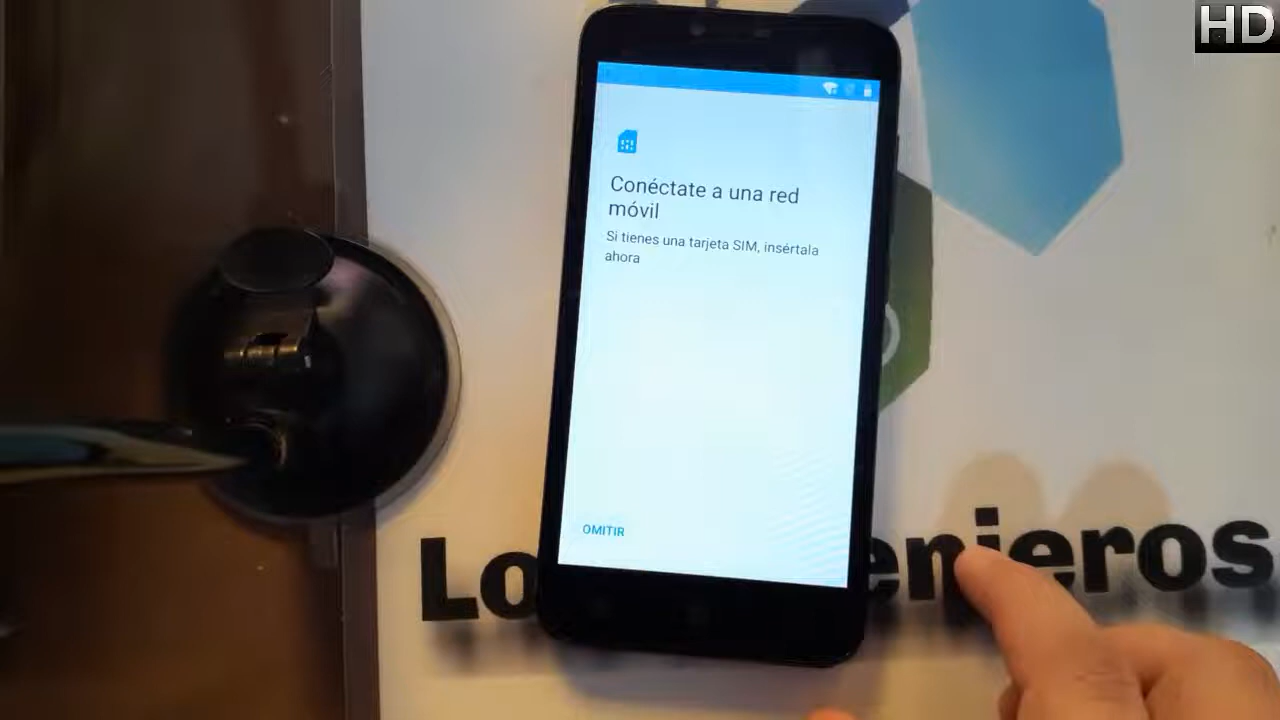 HD
Conéctate a una red
móvil
Si tienes una tarjeta SIM, insértala
ahora
OMITIR
Lo enieros